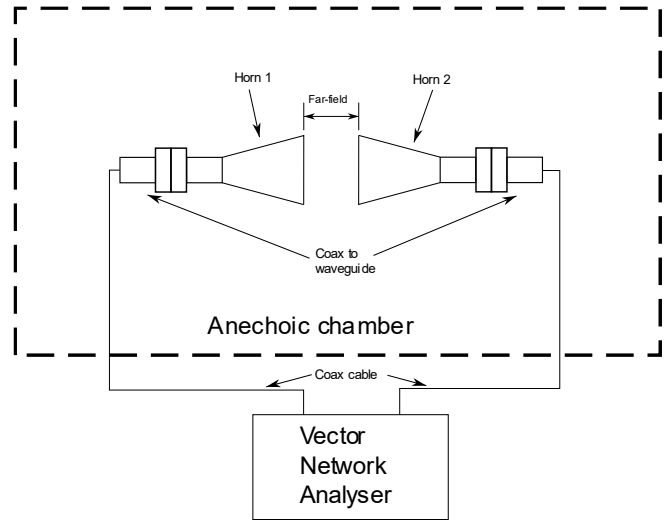 Horn 1
Horn 2
Far-field
Coax to
waveguide
Anechoic chamber
Coax cable
Vector
Network
Analyser